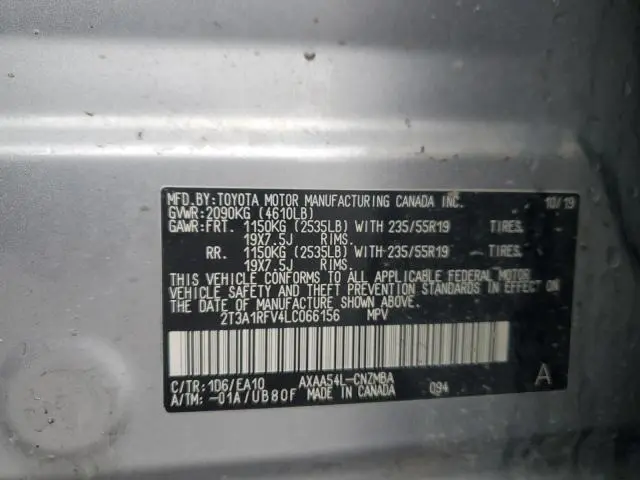 MFD.BY:TOYOTA MOTOR MANUFACTURING CANADA INC. 10/19
GVWR:2090KG (4610LB)
GAWR:FRT. 1150KG (2535LB) WITH 235/55R19 TIRES,
19X7.5J RIMS.
RR. 1150KG (2535LB) WITH 235/55R19 TIRES,
19X7.5J RIMS.
THIS VEHICLE CONFORMS TO ALL APPLICABLE FEDERAL MOTOR
VEHICLE SAFETY AND THEFT PREVENTION STANDARDS IN EFFECT ON
THE DATE OF MANUFACTURE SHOWN ABOVE.
2T3A1RFV4LC066156 MPV
C/TR:1D6/EA10 AXAA54L-CNZMBA 094 A
A/TM: -01A/UB80F MADE IN CANADA